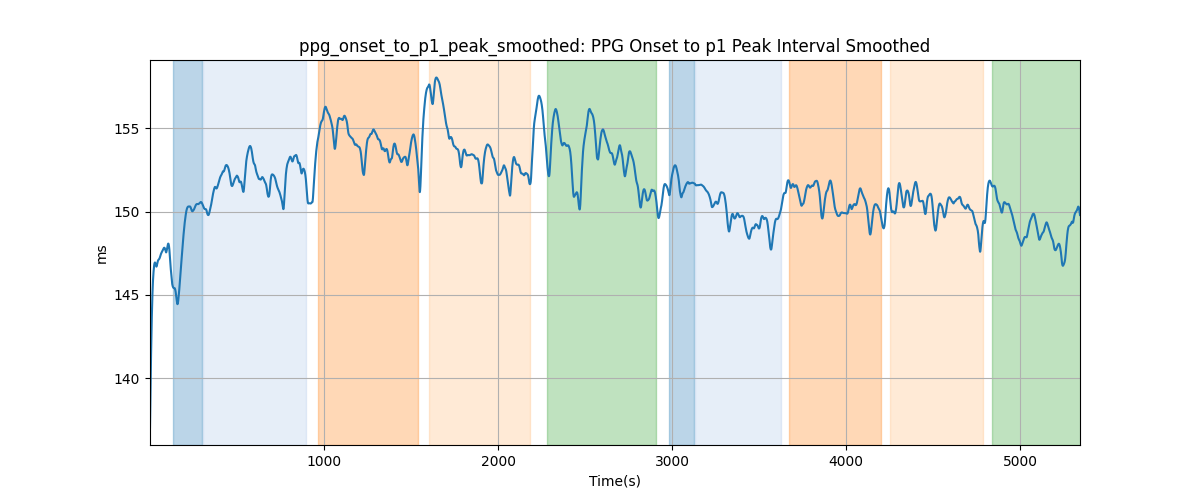 ppg_onset_to_p1_peak_smoothed: PPG Onset to p1 Peak Interval Smoothed
155
150
145
140
ms
1000 2000 3000 4000 5000
Time(s)